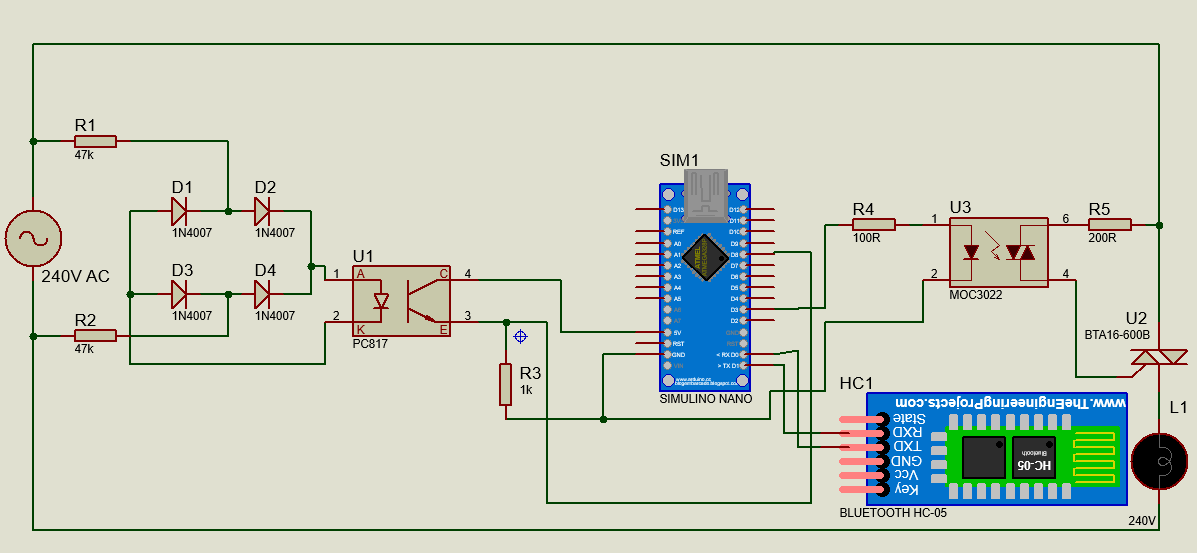 R1
47k
D1
1N4007
D2
1N4007
240V AC
D3
1N4007
D4
1N4007
R2
47k
U1
1
A
C
4
2
K
E
3
PC817
R3
1k
SIM1
D13
D12
D11
REF
D10
A0
D9
A1
D8
A2
D7
A3
D6
A4
D5
A5
D4
A6
D3
A7
D2
5V
GND
RST
RST
GND
< RX D0
VIN
> TX D1
SIMULINO NANO
R4
100R
U3
1
6
2
4
MOC3022
R5
200R
U2
BTA16-600B
L1
240V
HC1
www.TheEngineeringProjects.com
State
RXD
TXD
GND
Vcc
Key
HC-05
Bluetooth
BLUETOOTH HC-05